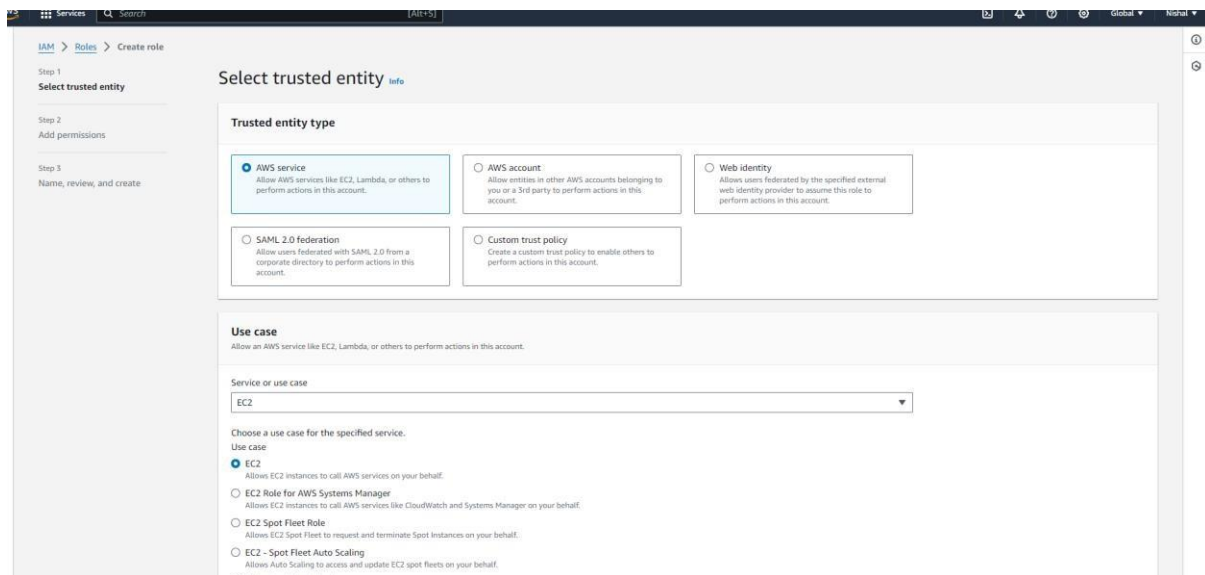 Services
Search
[Alt+S]
Global ▼
Nishal ▼
IAM > Roles > Create role
Step 1
Select trusted entity
Step 2
Add permissions
Step 3
Name, review, and create
Select trusted entity Info
Trusted entity type
AWS service
Allow AWS services like EC2, Lambda, or others to
perform actions in this account.
AWS account
Allow entities in other AWS accounts belonging to
you or a 3rd party to perform actions in this
account.
Web identity
Allows users federated by the specified external
web identity provider to assume this role to
perform actions in this account.
SAML 2.0 federation
Allow users federated with SAML 2.0 from a
corporate directory to perform actions in this
account.
Custom trust policy
Create a custom trust policy to enable others to
perform actions in this account.
Use case
Allow an AWS service like EC2, Lambda, or others to perform actions in this account.
Service or use case
EC2
Choose a use case for the specified service.
Use case
EC2
Allows EC2 instances to call AWS services on your behalf.
EC2 Role for AWS Systems Manager
Allows EC2 instances to call AWS services like CloudWatch and Systems Manager on your behalf.
EC2 Spot Fleet Role
Allows EC2 Spot Fleet to request and terminate Spot Instances on your behalf.
EC2 - Spot Fleet Auto Scaling
Allows Auto Scaling to access and update EC2 spot fleets on your behalf.